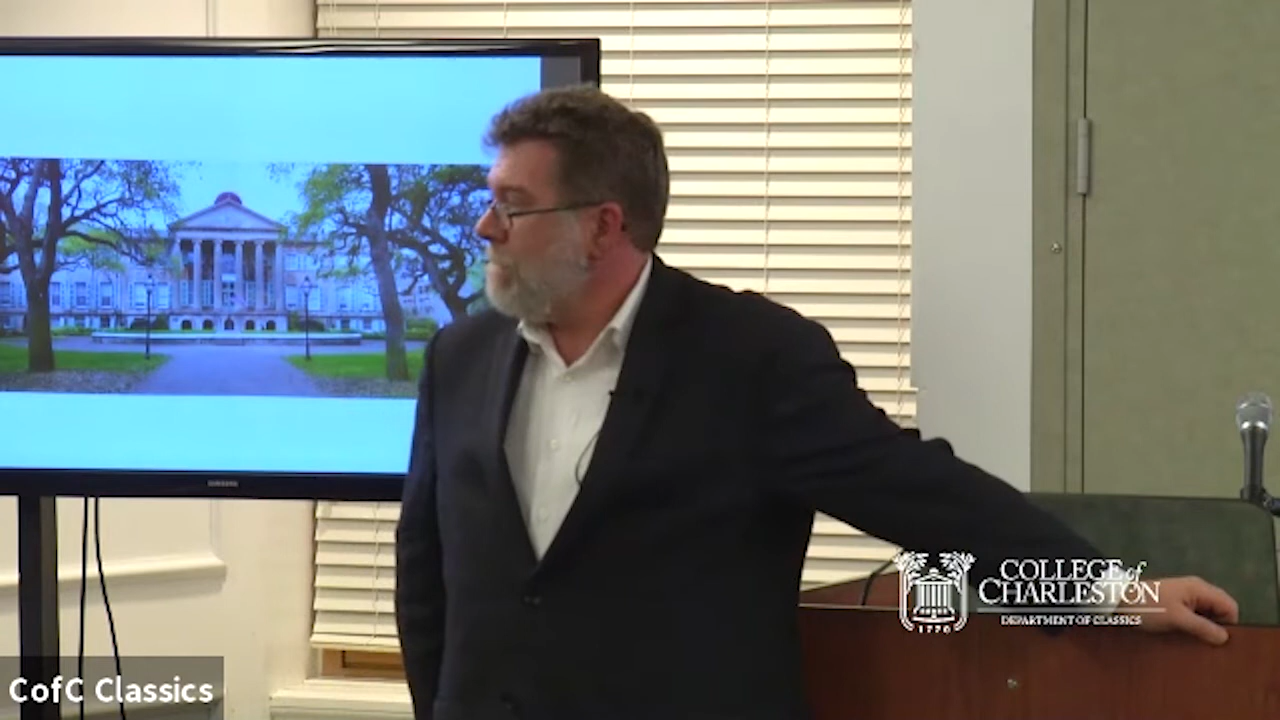 SAMSUNG
COLLEGE of
CHARLESTON
1770
DEPARTMENT OF CLASSICS
CofC Classics